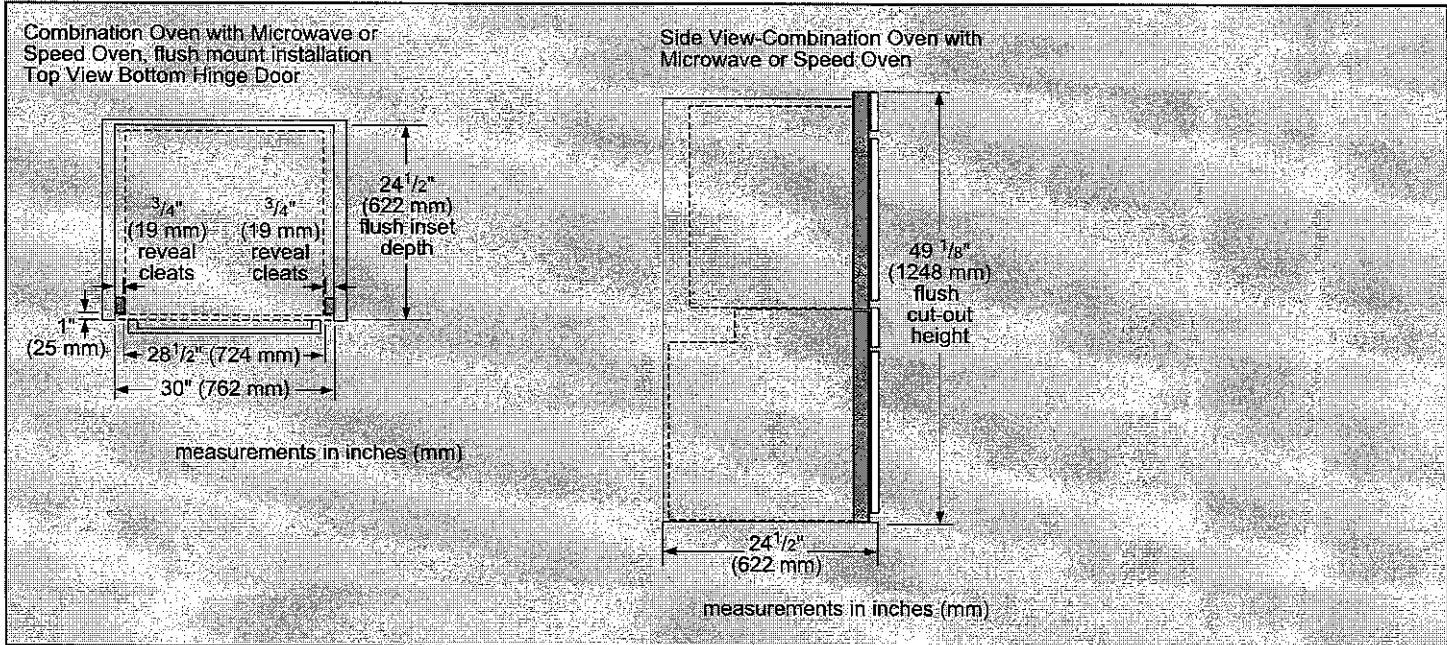 Combination Oven with Microwave or
Speed Oven, flush mount installation
Top View Bottom Hinge Door
24 1/2"
(622 mm)
flush inset
depth
3/4"
(19 mm)
reveal
cleats
3/4"
(19 mm)
reveal
cleats
1"
(25 mm)
28 1/2" (724 mm)
30" (762 mm)
measurements in inches (mm)
Side View-Combination Oven with
Microwave or Speed Oven
49 1/8"
(1248 mm)
flush
cut-out
height
24 1/2"
(622 mm)
measurements in inches (mm)